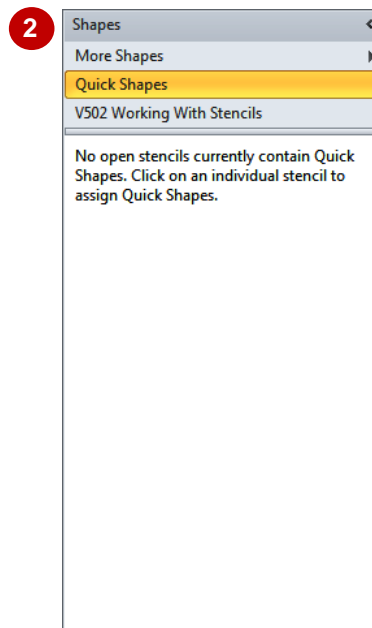 2
Shapes
More Shapes
Quick Shapes
V502 Working With Stencils
No open stencils currently contain Quick
Shapes. Click on an individual stencil to
assign Quick Shapes.